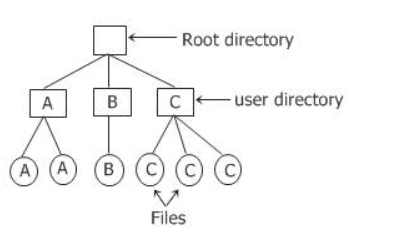 Root directory
A B C user directory
A A B C C C
Files